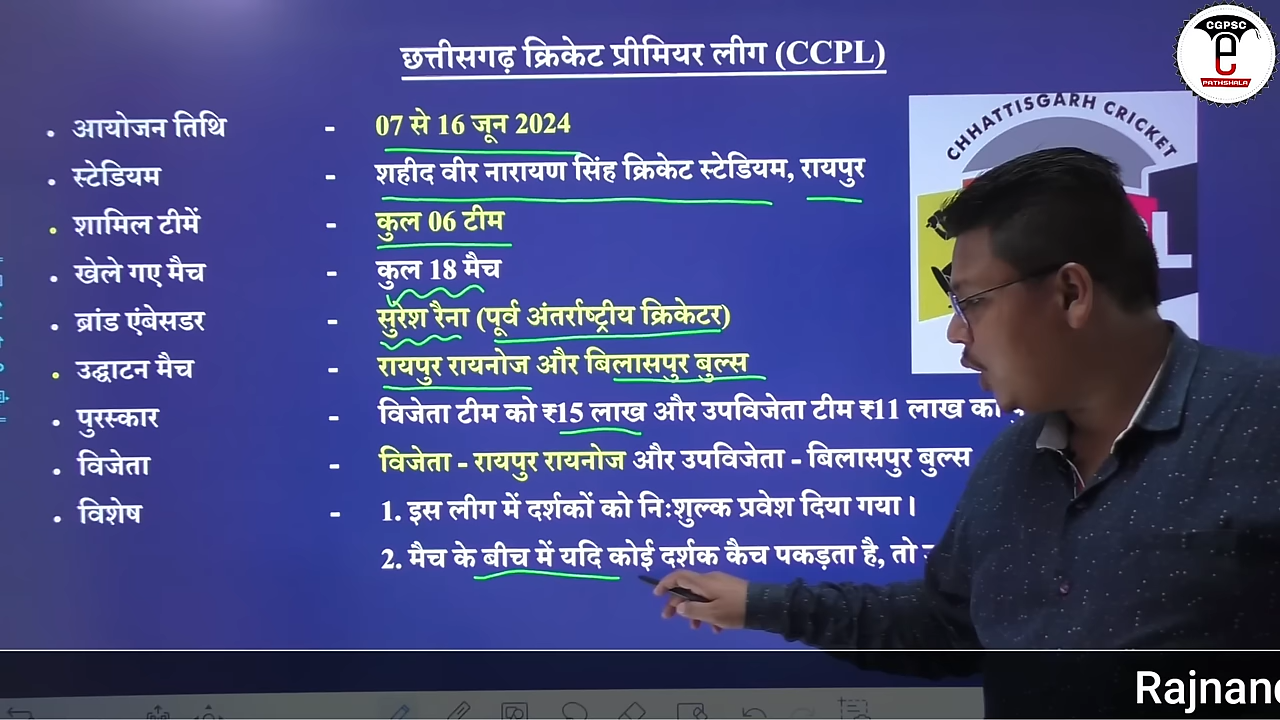 छत्तीसगढ़ क्रिकेट प्रीमियर लीग (CCPL)
CGPSC
e
PATHSHALA
CHHATTISGARH CRICKET
L
• आयोजन तिथि - 07 से 16 जून 2024
• स्टेडियम - शहीद वीर नारायण सिंह क्रिकेट स्टेडियम, रायपुर
• शामिल टीमें - कुल 06 टीम
• खेले गए मैच - कुल 18 मैच
• ब्रांड एंबेसडर - सुरेश रैना (पूर्व अंतर्राष्ट्रीय क्रिकेटर)
• उद्घाटन मैच - रायपुर रायनोज और बिलासपुर बुल्स
• पुरस्कार - विजेता टीम को ₹15 लाख और उपविजेता टीम ₹11 लाख का
• विजेता - विजेता - रायपुर रायनोज और उपविजेता - बिलासपुर बुल्स
• विशेष - 1. इस लीग में दर्शकों को निःशुल्क प्रवेश दिया गया।
2. मैच के बीच में यदि कोई दर्शक कैच पकड़ता है, तो